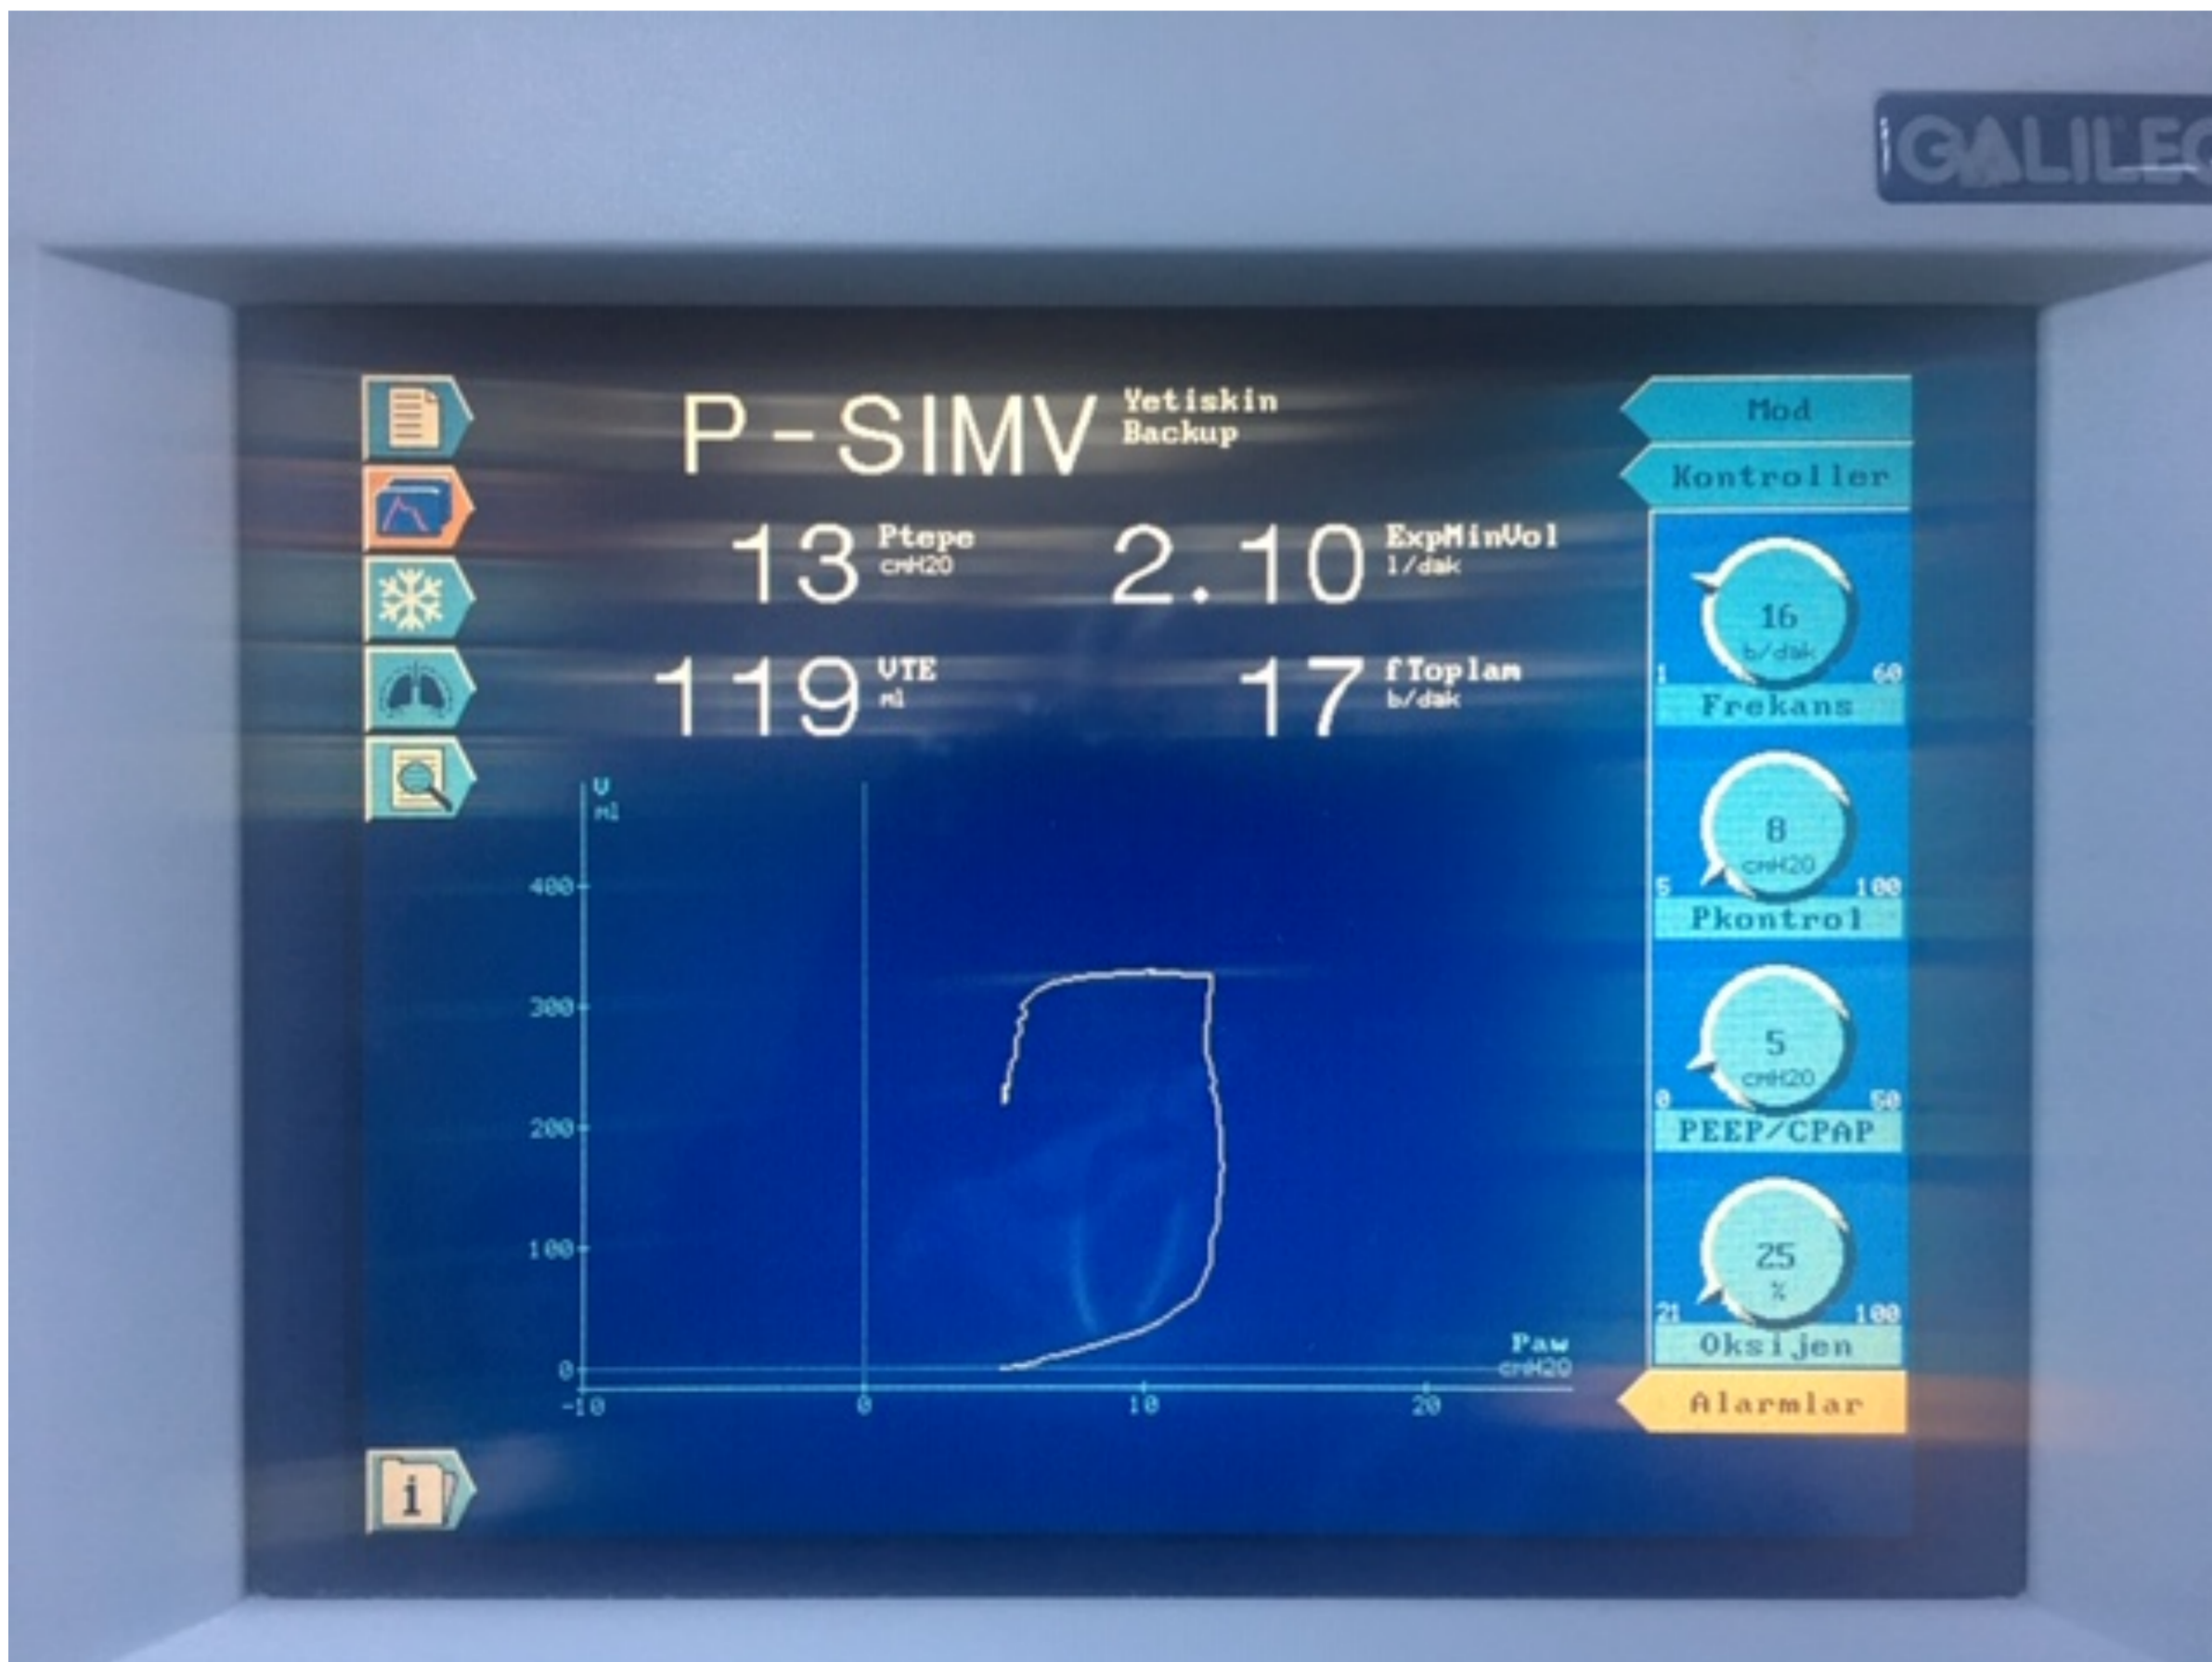 GALILEO
P-SIMV
Yetiskin
Backup
13 Ptepe
cmH2O
2.10 ExpMinVol
l/dak
119 VTE
ml
17 fToplam
b/dak
V
ml
400
300
200
100
0
-10 0 10 20
Paw
cmH2O
Mod
Kontroller
16
b/dak
1 60
Frekans
8
cmH2O
5 100
Pkontrol
5
cmH2O
0 50
PEEP/CPAP
25
%
21 100
Oksijen
Alarmlar
i